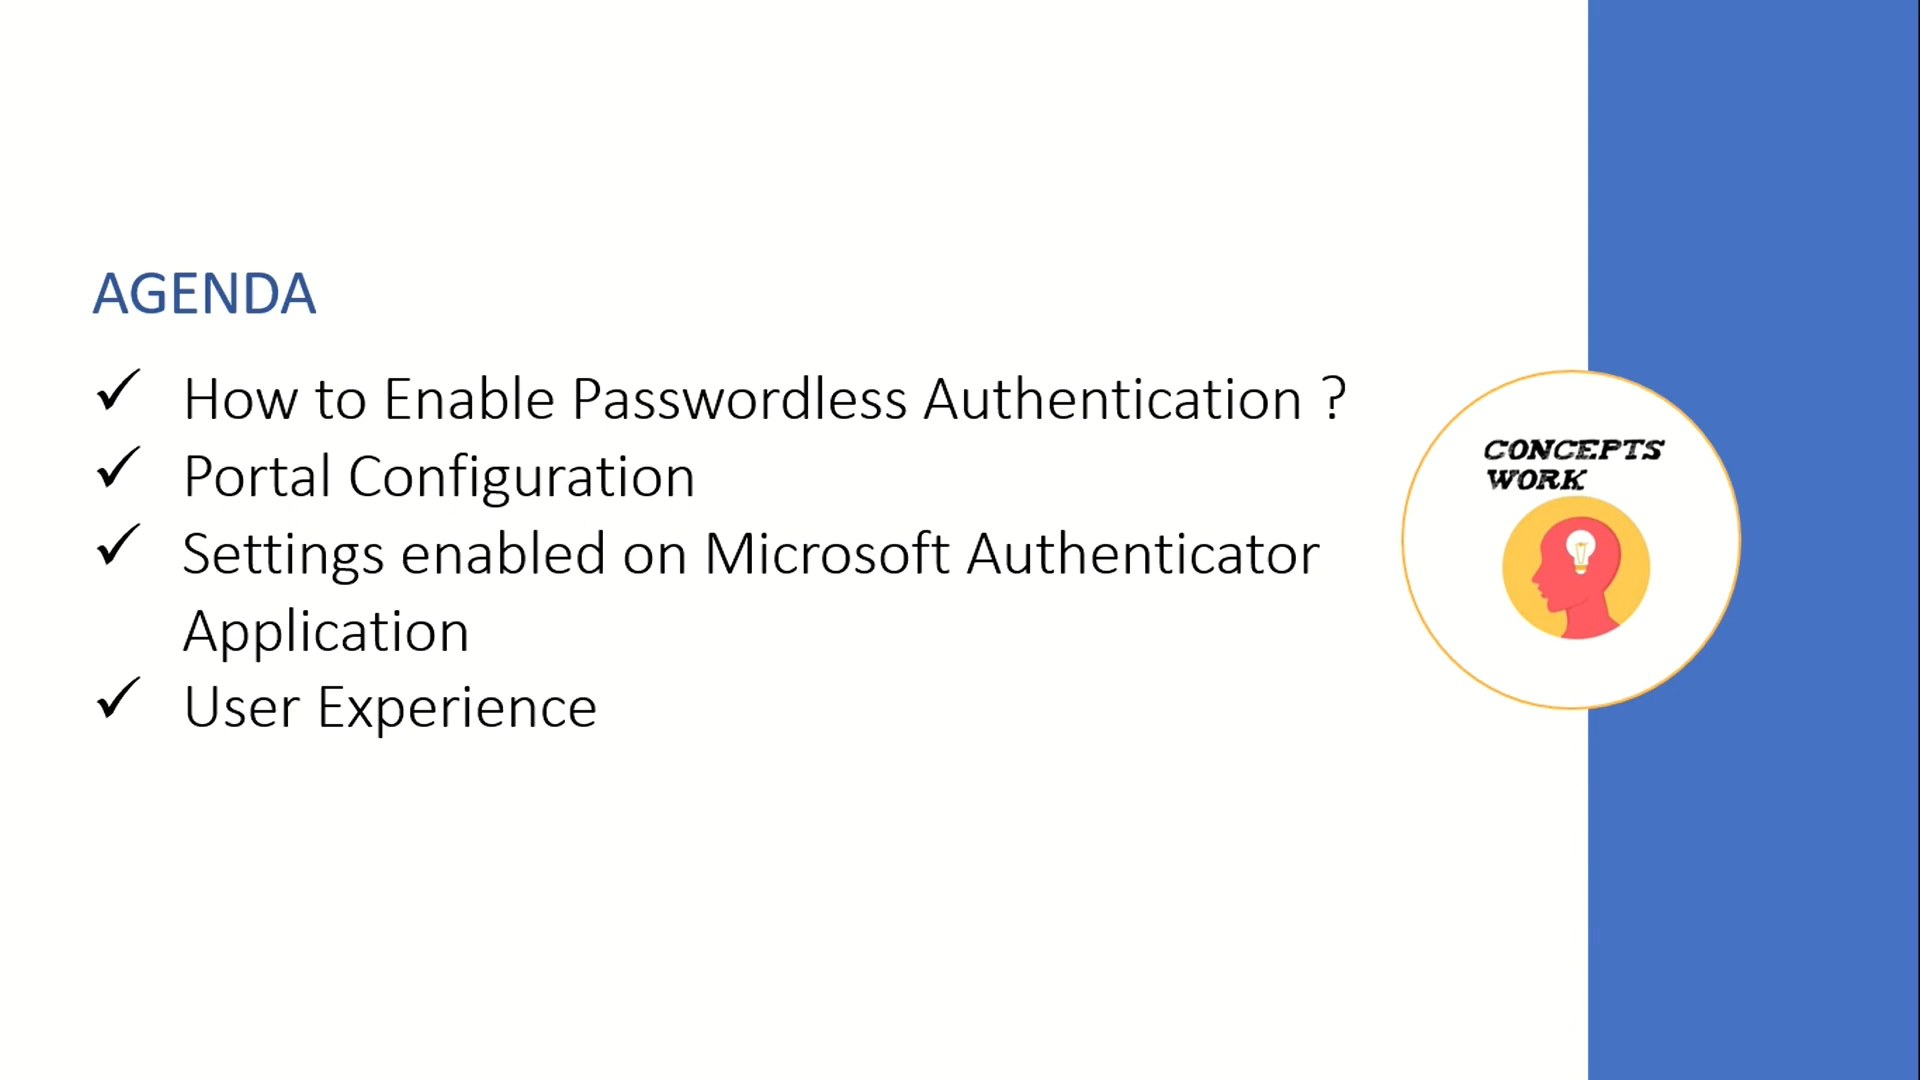 AGENDA
✓ How to Enable Passwordless Authentication ?
✓ Portal Configuration
✓ Settings enabled on Microsoft Authenticator
Application
✓ User Experience
CONCEPTS
WORK